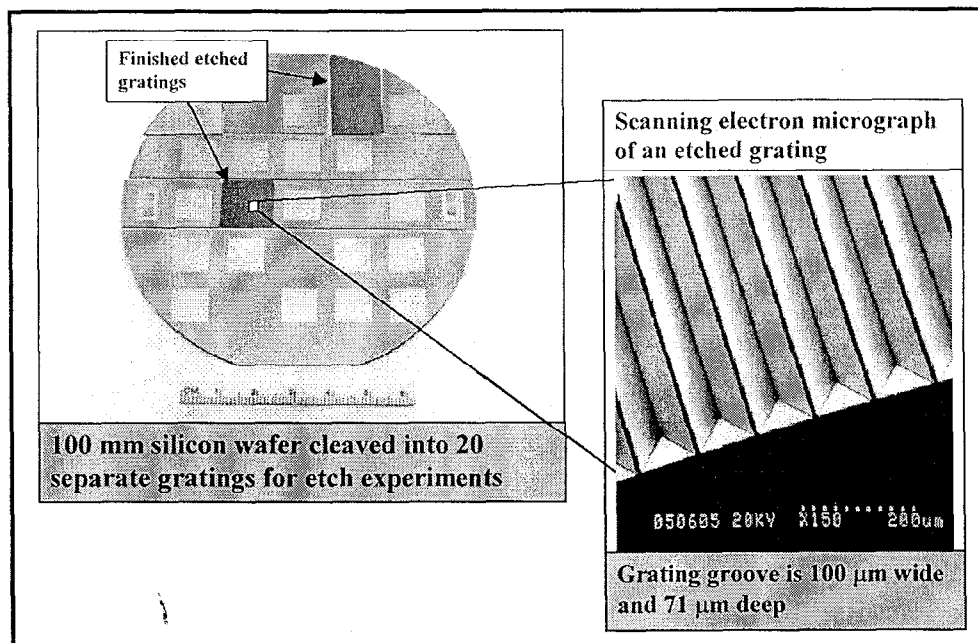 Finished etched
gratings
100 mm silicon wafer cleaved into 20
separate gratings for etch experiments
Scanning electron micrograph
of an etched grating
050605 20KV X150 200um
Grating groove is 100 μm wide
and 71 μm deep